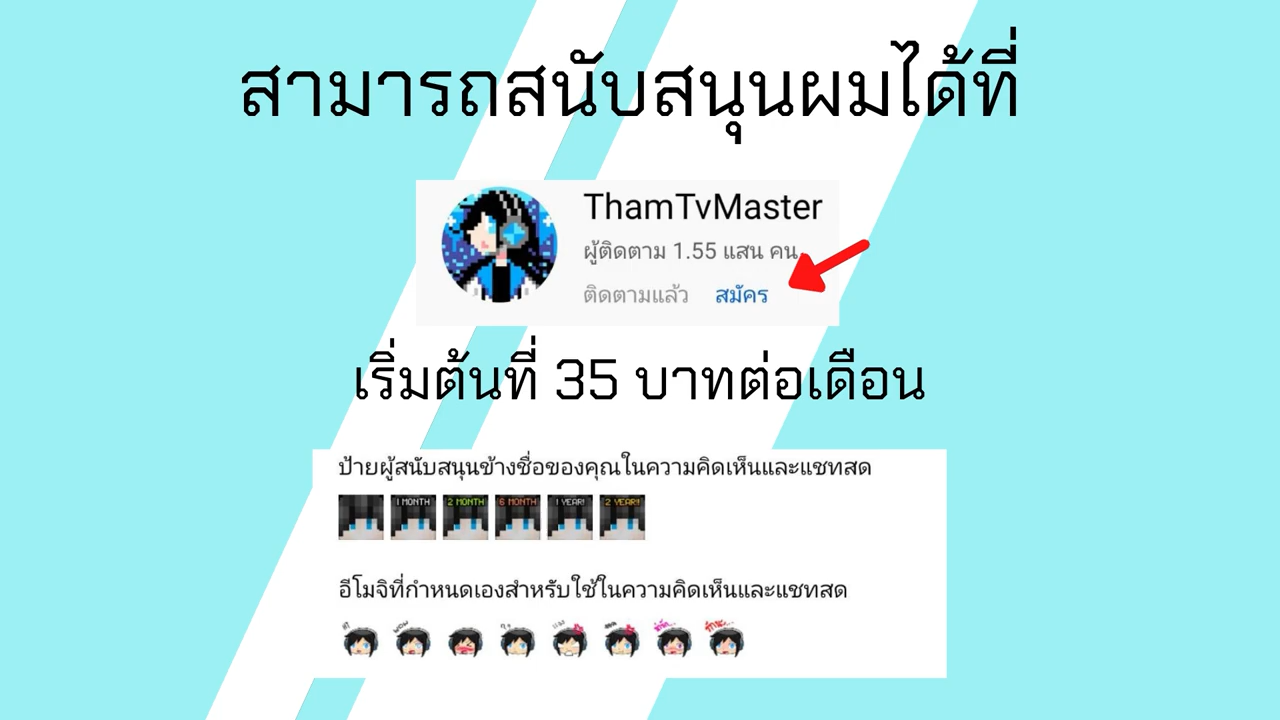 สามารถสนับสนุนผมได้ที่
ThamTvMaster
ผู้ติดตาม 1.55 แสน คน
ติดตามแล้ว สมัคร
เริ่มต้นที่ 35 บาทต่อเดือน
ป้ายผู้สนับสนุนข้างชื่อของคุณในความคิดเห็นและแชทสด
1 MONTH 2 MONTH 6 MONTH 1 YEAR! 2 YEAR!!
อีโมจิที่กำหนดเองสำหรับใช้ในความคิดเห็นและแชทสด